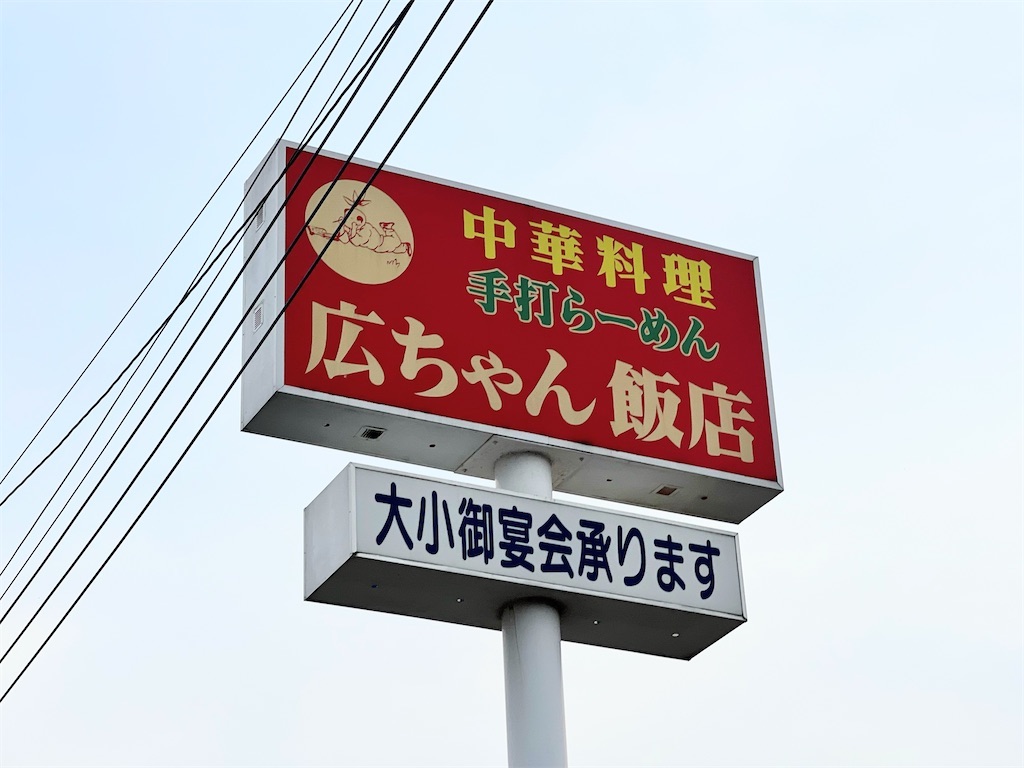 中華料理
手打らーめん
広ちゃん飯店
大小御宴会承ります